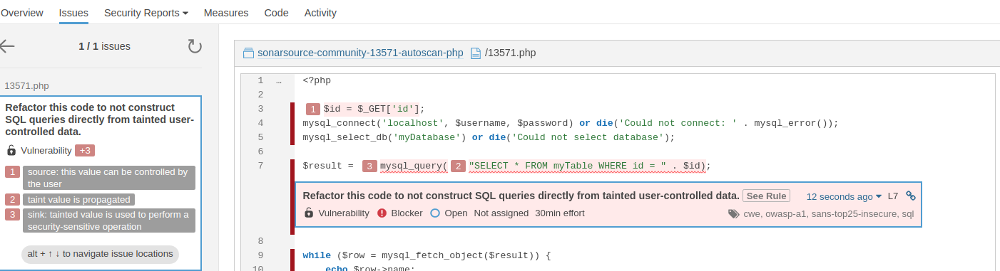 Overview Issues Security Reports Measures Code Activity
1 / 1 issues
13571.php
Refactor this code to not construct
SQL queries directly from tainted user-
controlled data.
Vulnerability +3
1 source: this value can be controlled by
the user
2 taint value is propagated
3 sink: tainted value is used to perform a
security-sensitive operation
alt + ↑ ↓ to navigate issue locations
sonarsource-community-13571-autoscan-php /13571.php
1 … <?php
2
3 1 $id = $_GET['id'];
4 mysql_connect('localhost', $username, $password) or die('Could not connect: ' . mysql_error());
5 mysql_select_db('myDatabase') or die('Could not select database');
6
7 $result = 3 mysql_query( 2 "SELECT * FROM myTable WHERE id = " . $id);
Refactor this code to not construct SQL queries directly from tainted user-controlled data. See Rule 12 seconds ago L7
Vulnerability Blocker Open Not assigned 30min effort cwe, owasp-a1, sans-top25-insecure, sql
8
9 while ($row = mysql_fetch_object($result)) {
10 echo $row->name;